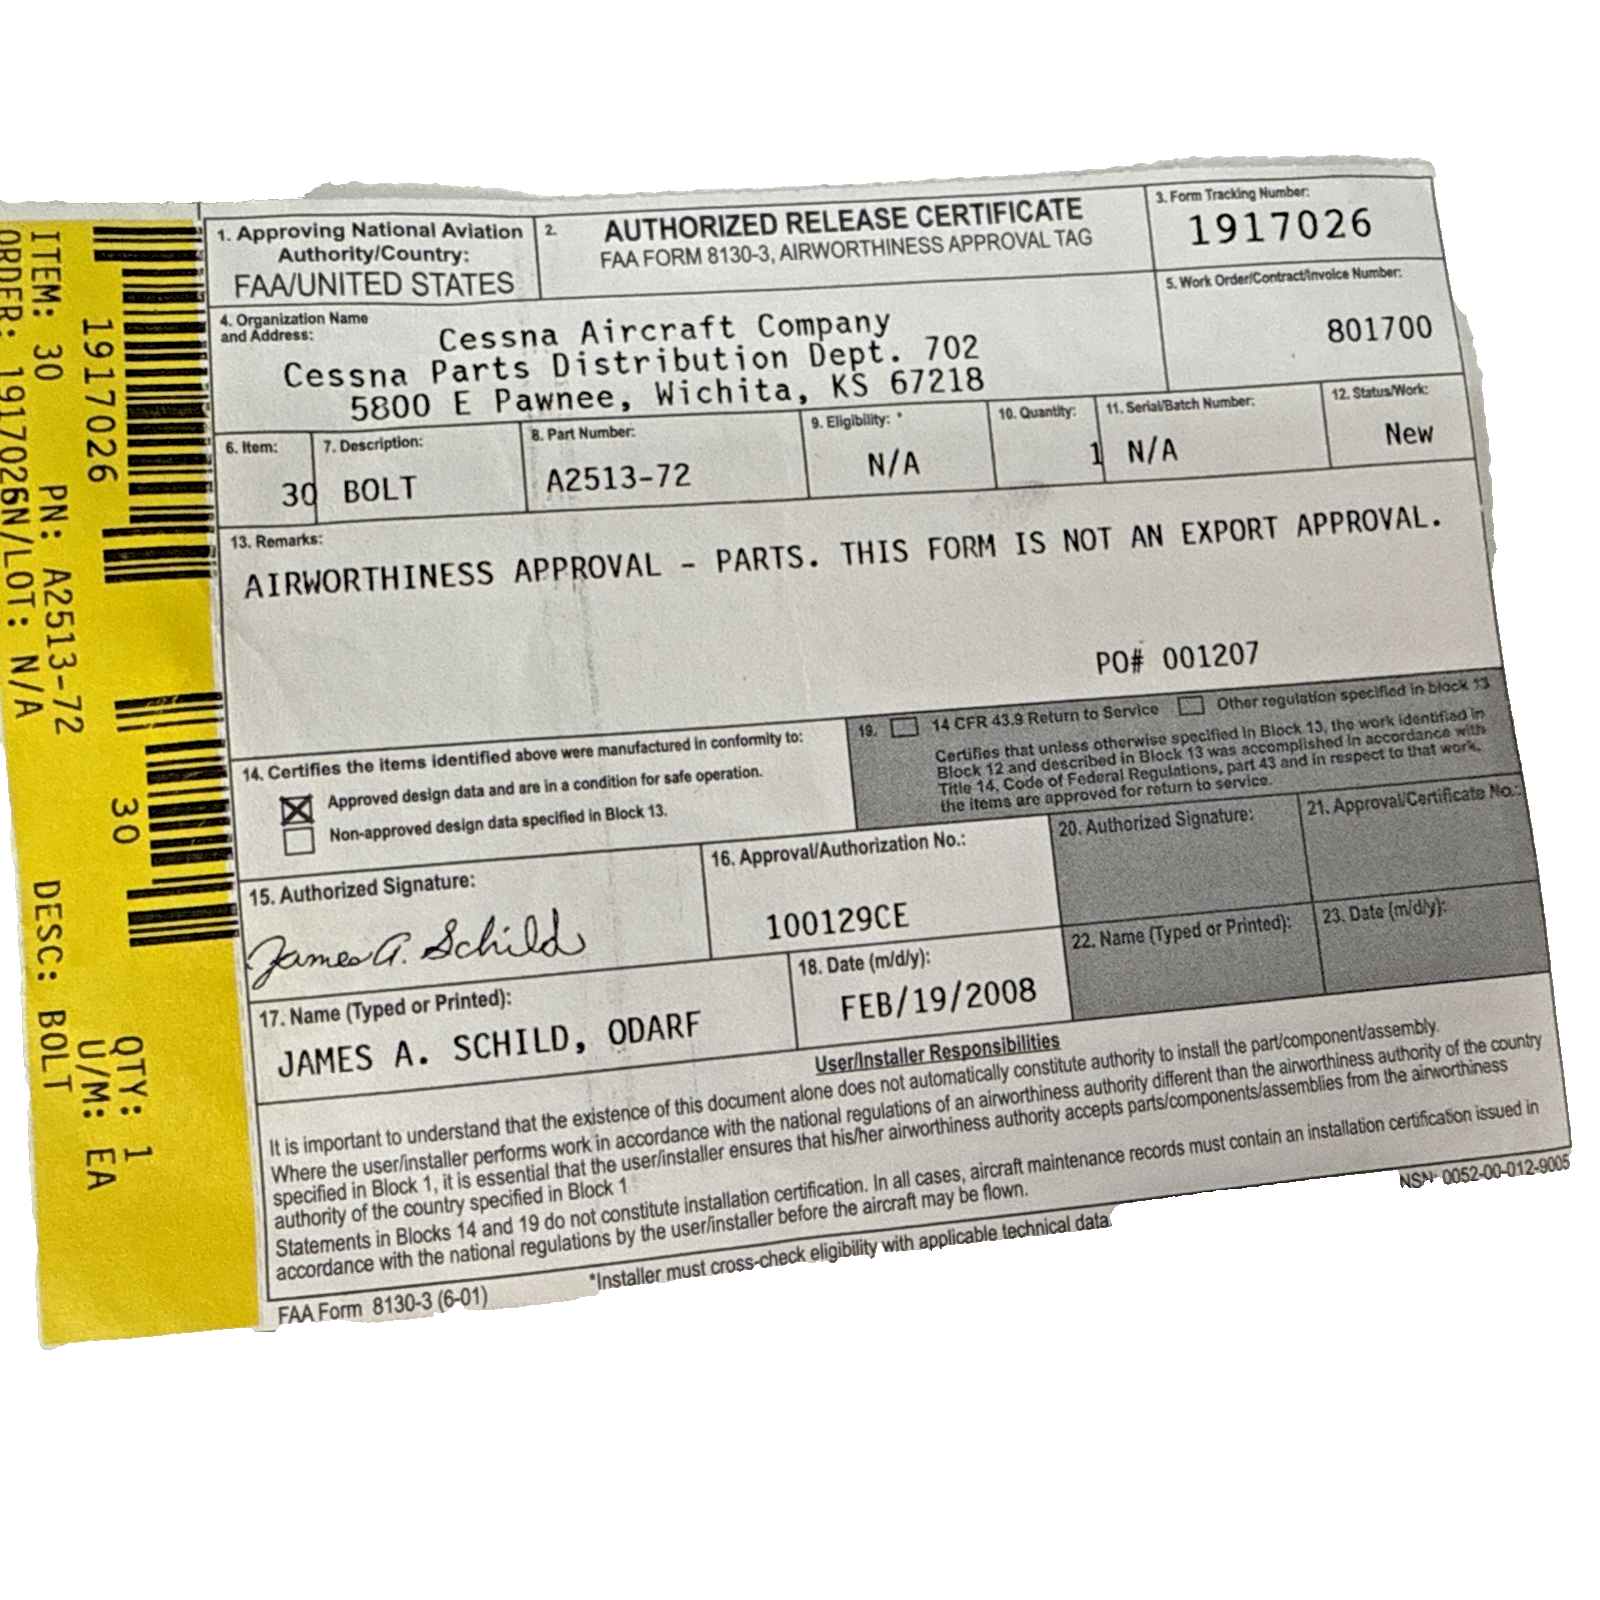 1. Approving National Aviation
Authority/Country:
FAA/UNITED STATES
2.
AUTHORIZED RELEASE CERTIFICATE
FAA FORM 8130-3, AIRWORTHINESS APPROVAL TAG
3. Form Tracking Number:
1917026
4. Organization Name
and Address:
Cessna Aircraft Company
Cessna Parts Distribution Dept. 702
5800 E Pawnee, Wichita, KS 67218
5. Work Order/Contract/Invoice Number:
801700
6. Item:
30
7. Description:
BOLT
8. Part Number:
A2513-72
9. Eligibility: *
N/A
10. Quantity:
1
11. Serial/Batch Number:
N/A
12. Status/Work:
New
13. Remarks:
AIRWORTHINESS APPROVAL - PARTS. THIS FORM IS NOT AN EXPORT APPROVAL.
PO# 001207
14. Certifies the items identified above were manufactured in conformity to:
Approved design data and are in a condition for safe operation.
Non-approved design data specified in Block 13.
19.
14 CFR 43.9 Return to Service
Other regulation specified in block 13
Certifies that unless otherwise specified in Block 13, the work identified in
Block 12 and described in Block 13 was accomplished in accordance with
Title 14, Code of Federal Regulations, part 43 and in respect to that work,
the items are approved for return to service.
15. Authorized Signature:
James A. Schild
16. Approval/Authorization No.:
100129CE
20. Authorized Signature:
21. Approval/Certificate No.:
17. Name (Typed or Printed):
JAMES A. SCHILD, ODARF
18. Date (m/d/y):
FEB/19/2008
22. Name (Typed or Printed):
23. Date (m/d/y):
User/Installer Responsibilities
It is important to understand that the existence of this document alone does not automatically constitute authority to install the part/component/assembly.
Where the user/installer performs work in accordance with the national regulations of an airworthiness authority different than the airworthiness authority of the country
specified in Block 1, it is essential that the user/installer ensures that his/her airworthiness authority accepts parts/components/assemblies from the airworthiness
authority of the country specified in Block 1
Statements in Blocks 14 and 19 do not constitute installation certification. In all cases, aircraft maintenance records must contain an installation certification issued in
accordance with the national regulations by the user/installer before the aircraft may be flown.
FAA Form 8130-3 (6-01)
*Installer must cross-check eligibility with applicable technical data
NSN: 0052-00-012-9005
1917026
30
QTY: 1
U/M: EA
ITEM: 30
PN: A2513-72
DESC: BOLT
ORDER: 1917026N/LOT: N/A